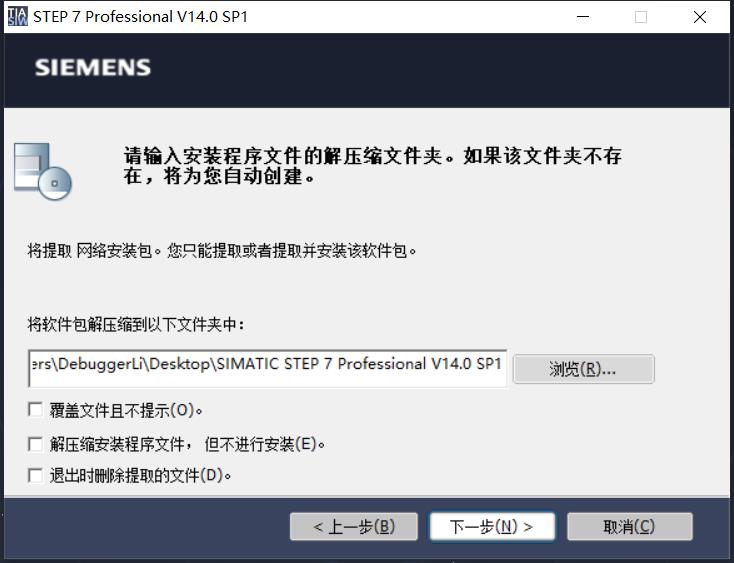 TIA
SW
STEP 7 Professional V14.0 SP1
SIEMENS
请输入安装程序文件的解压缩文件夹。如果该文件夹不存
在，将为您自动创建。
将提取 网络安装包。您只能提取或者提取并安装该软件包。
将软件包解压缩到以下文件夹中：
ers\DebuggerLi\Desktop\SIMATIC STEP 7 Professional V14.0 SP1
浏览(R)...
覆盖文件且不提示(O)。
解压缩安装程序文件，但不进行安装(E)。
退出时删除提取的文件(D)。
< 上一步(B)
下一步(N) >
取消(C)